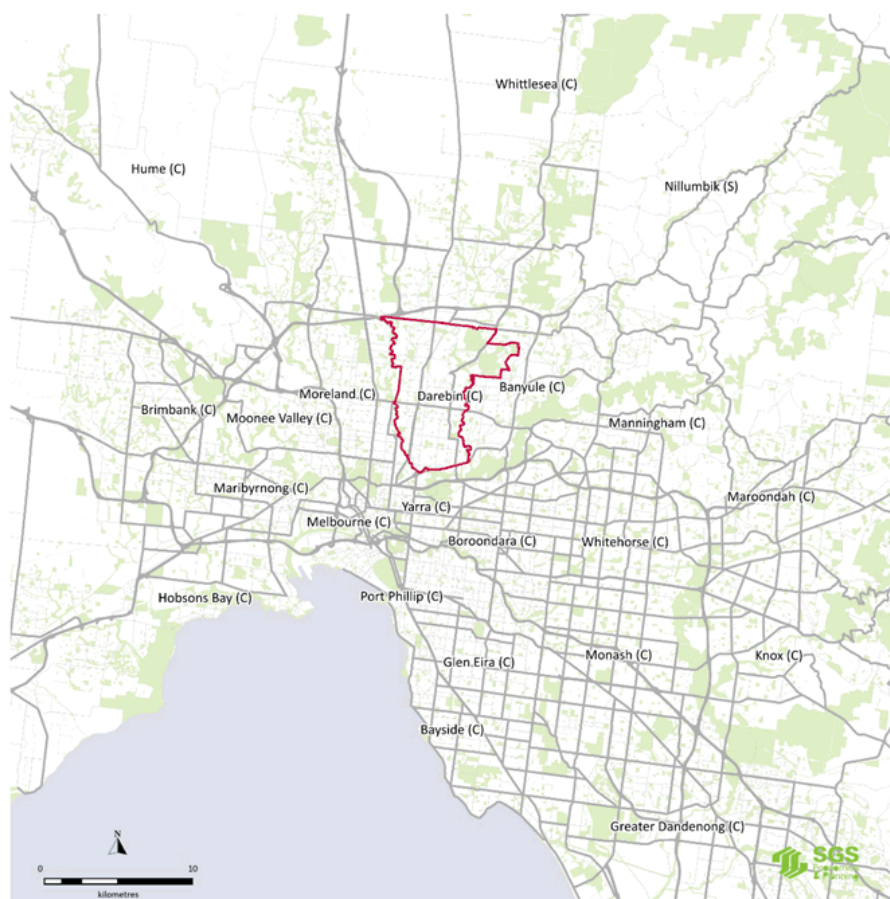 Whittlesea (C)
Hume (C)
Nillumbik (S)
Moreland (C)
Darebin (C)
Banyule (C)
Brimbank (C)
Moonee Valley (C)
Manningham (C)
Maribyrnong (C)
Maroondah (C)
Yarra (C)
Melbourne (C)
Boroondara (C)
Whitehorse (C)
Hobsons Bay (C)
Port Phillip (C)
Glen Eira (C)
Monash (C)
Knox (C)
Bayside (C)
Greater Dandenong (C)
N
0 10
kilometres
SGS
& Planning